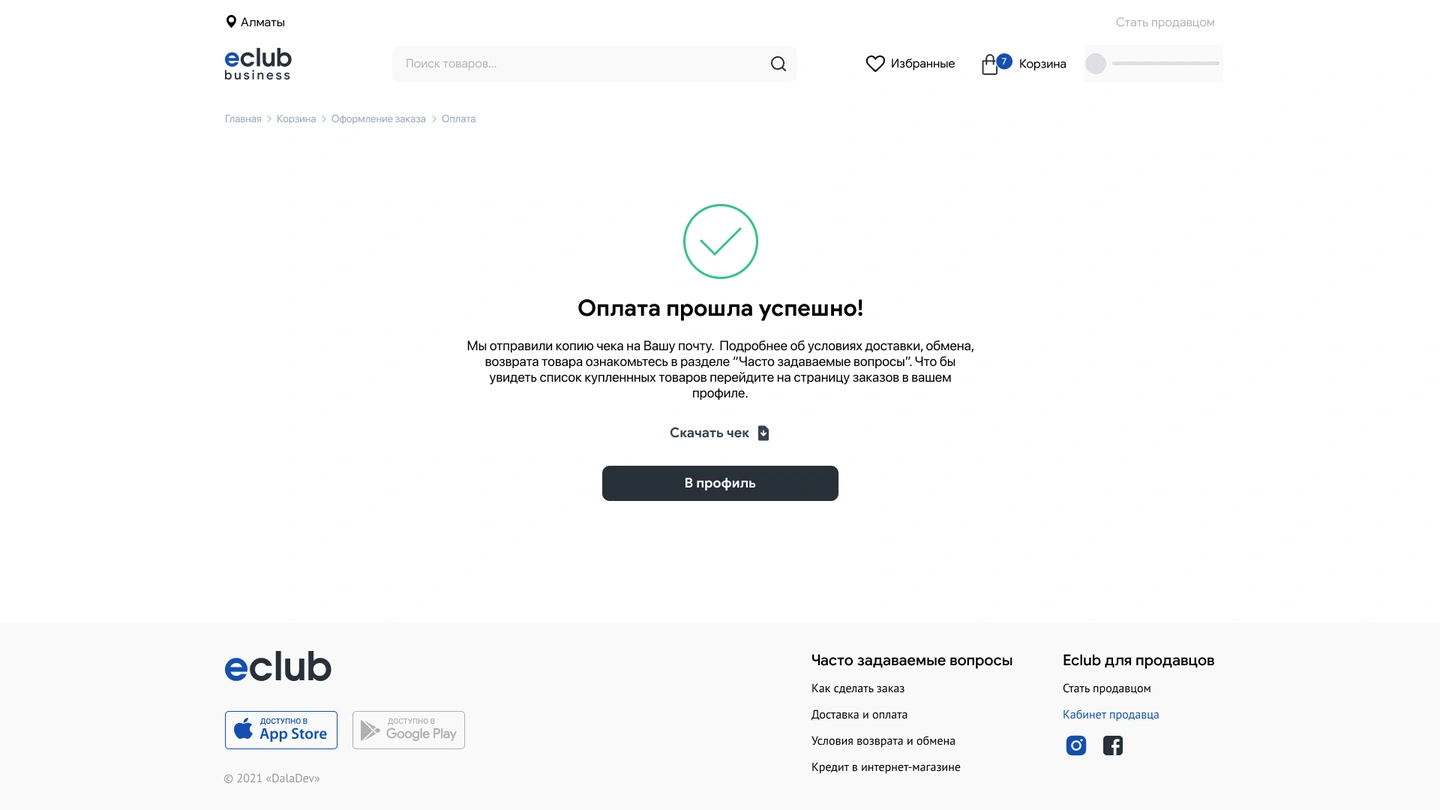 Алматы
Стать продавцом
eclub
business
Поиск товаров...
Избранные
7
Корзина
Главная > Корзина > Оформление заказа > Оплата
Оплата прошла успешно!
Мы отправили копию чека на Вашу почту. Подробнее об условиях доставки, обмена,
возврата товара ознакомьтесь в разделе “Часто задаваемые вопросы”. Что бы
увидеть список купленнных товаров перейдите на страницу заказов в вашем
профиле.
Скачать чек
В профиль
eclub
ДОСТУПНО В
App Store
ДОСТУПНО В
Google Play
© 2021 «DalaDev»
Часто задаваемые вопросы
Как сделать заказ
Доставка и оплата
Условия возврата и обмена
Кредит в интернет-магазине
Eclub для продавцов
Стать продавцом
Кабинет продавца